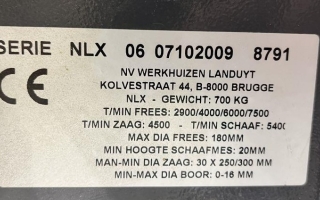 SERIE NLX 06 07102009 8791
CE
NV WERKHUIZEN LANDUYT
KOLVESTRAAT 44, B-8000 BRUGGE
NLX - GEWICHT: 700 KG
T/MIN FREES: 2900/4000/6000/7500
T/MIN ZAAG: 4500 - T/MIN SCHAAF: 5400
MAX DIA FREES: 180MM
MIN HOOGTE SCHAAFMES: 20MM
MAN-MIN DIA ZAAG: 30 X 250/300 MM
MIN-MAX DIA BOOR: 0-16 MM